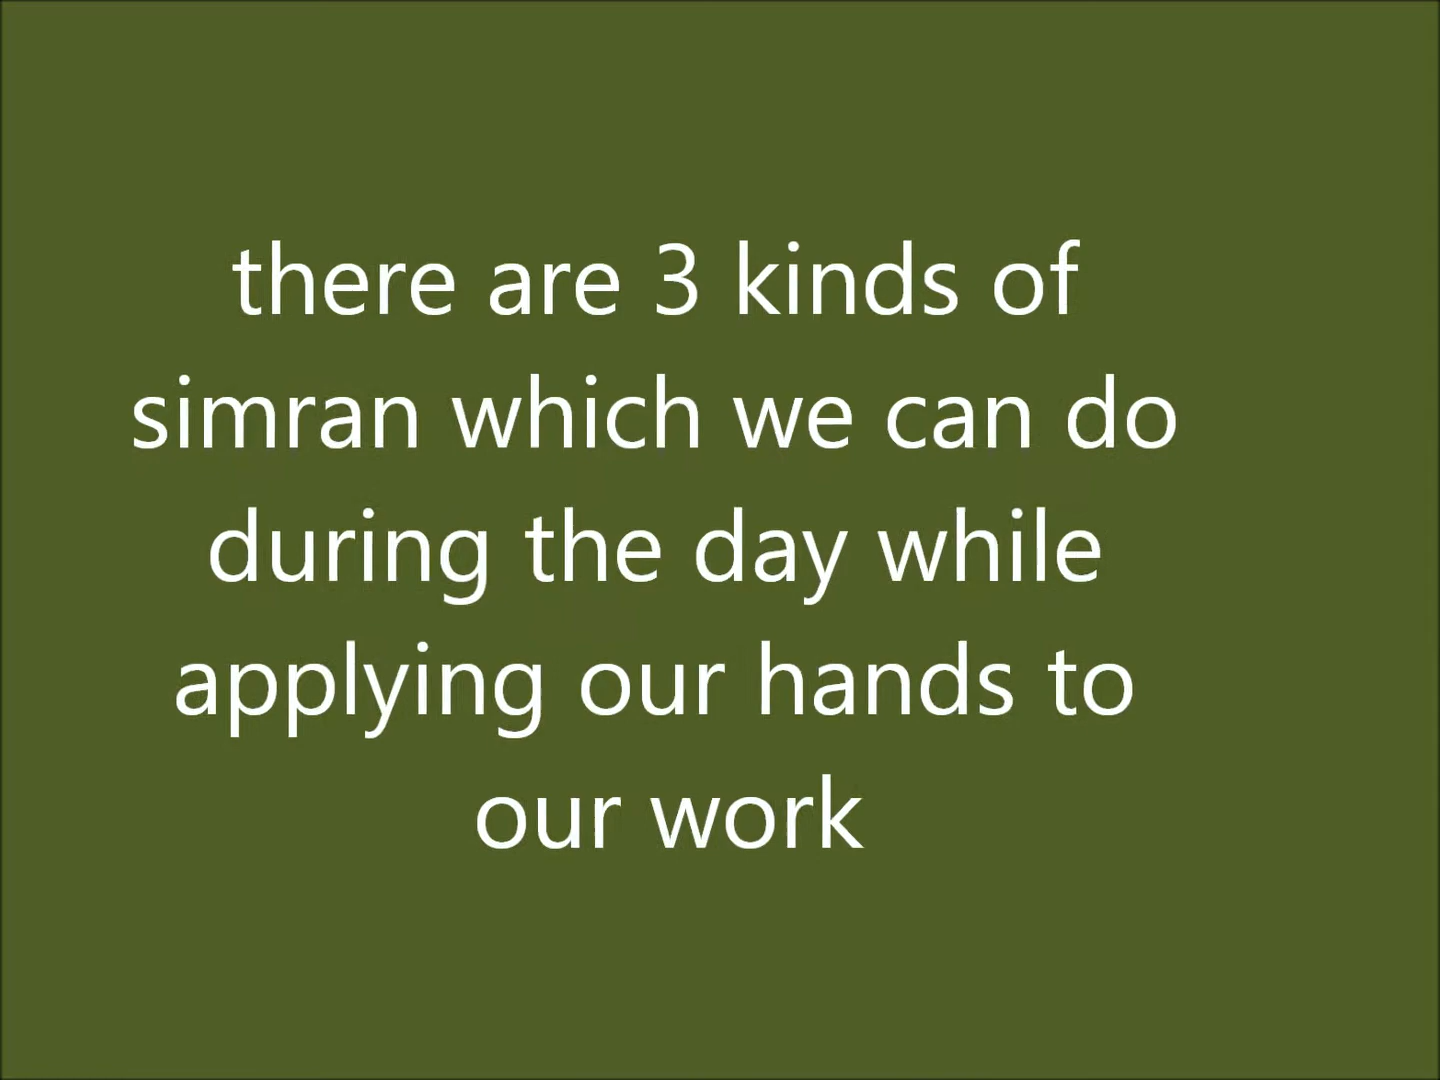 there are 3 kinds of
simran which we can do
during the day while
applying our hands to
our work